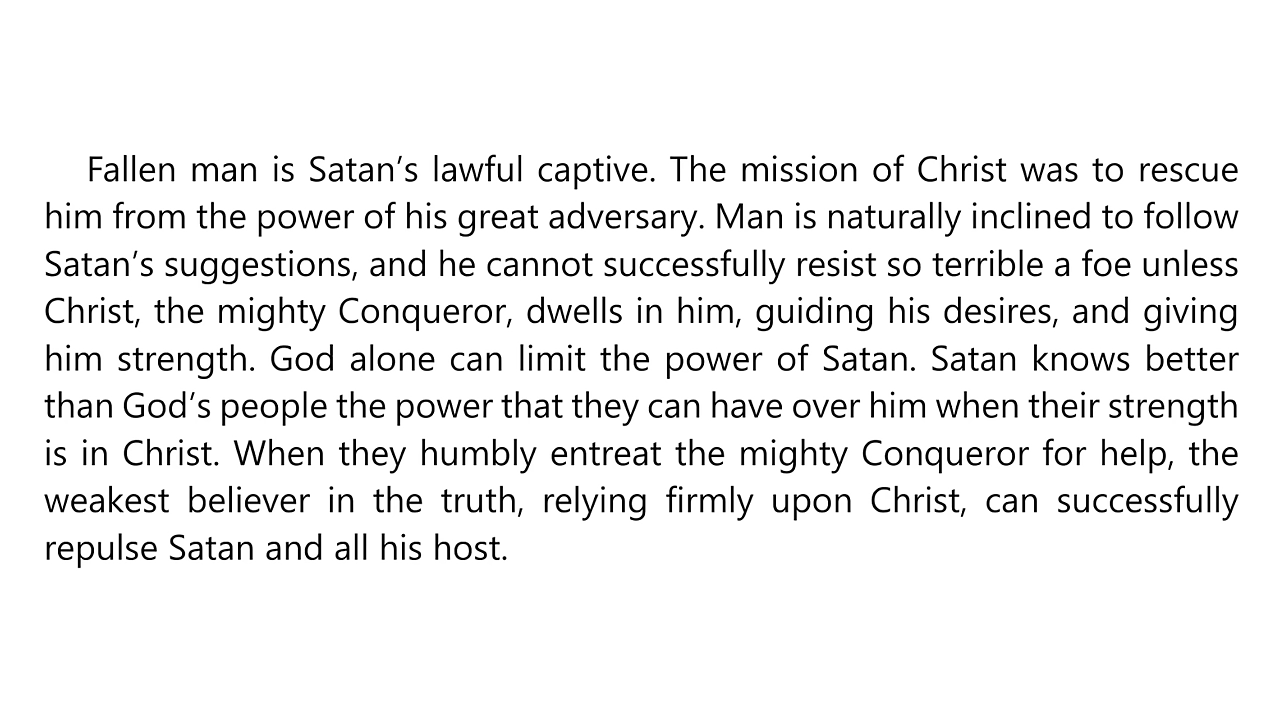 Fallen man is Satan’s lawful captive. The mission of Christ was to rescue
him from the power of his great adversary. Man is naturally inclined to follow
Satan’s suggestions, and he cannot successfully resist so terrible a foe unless
Christ, the mighty Conqueror, dwells in him, guiding his desires, and giving
him strength. God alone can limit the power of Satan. Satan knows better
than God’s people the power that they can have over him when their strength
is in Christ. When they humbly entreat the mighty Conqueror for help, the
weakest believer in the truth, relying firmly upon Christ, can successfully
repulse Satan and all his host.